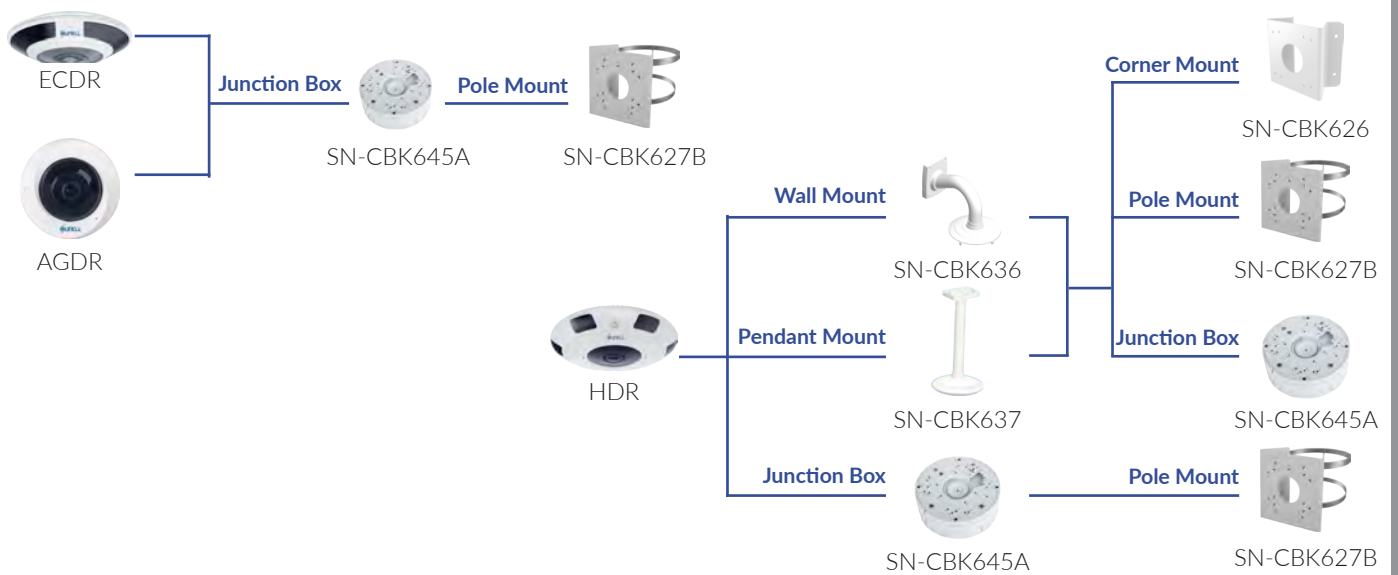 ECDR
AGDR
Junction Box
SN-CBK645A
Pole Mount
SN-CBK627B
HDR
Wall Mount
SN-CBK636
Pendant Mount
SN-CBK637
Junction Box
SN-CBK645A
Corner Mount
SN-CBK626
Pole Mount
SN-CBK627B
Junction Box
SN-CBK645A
Pole Mount
SN-CBK627B